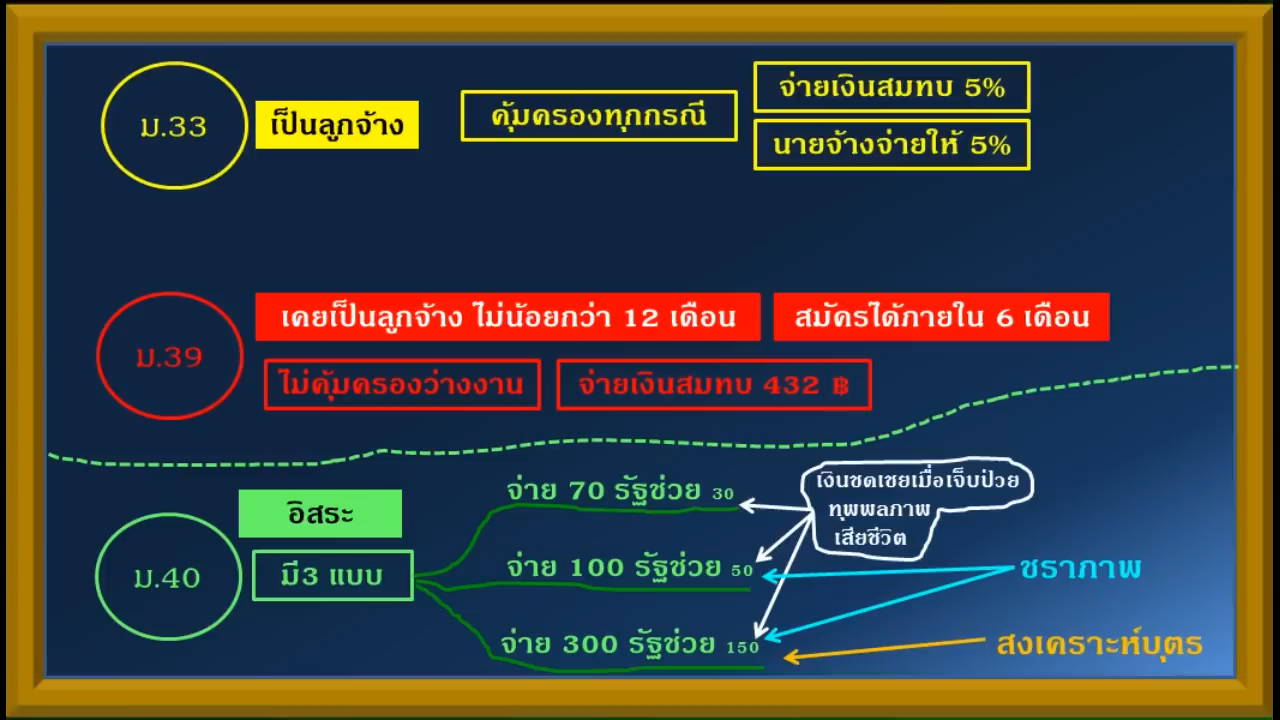 ม.33
เป็นลูกจ้าง
คุ้มครองทุกกรณี
จ่ายเงินสมทบ 5%
นายจ้างจ่ายให้ 5%
ม.39
เคยเป็นลูกจ้าง ไม่น้อยกว่า 12 เดือน
สมัครได้ภายใน 6 เดือน
ไม่คุ้มครองว่างงาน
จ่ายเงินสมทบ 432 ฿
ม.40
อิสระ
มี3 แบบ
จ่าย 70 รัฐช่วย 30
จ่าย 100 รัฐช่วย 50
จ่าย 300 รัฐช่วย 150
เงินชดเชยเมื่อเจ็บป่วย
ทุพพลภาพ
เสียชีวิต
ชราภาพ
สงเคราะห์บุตร